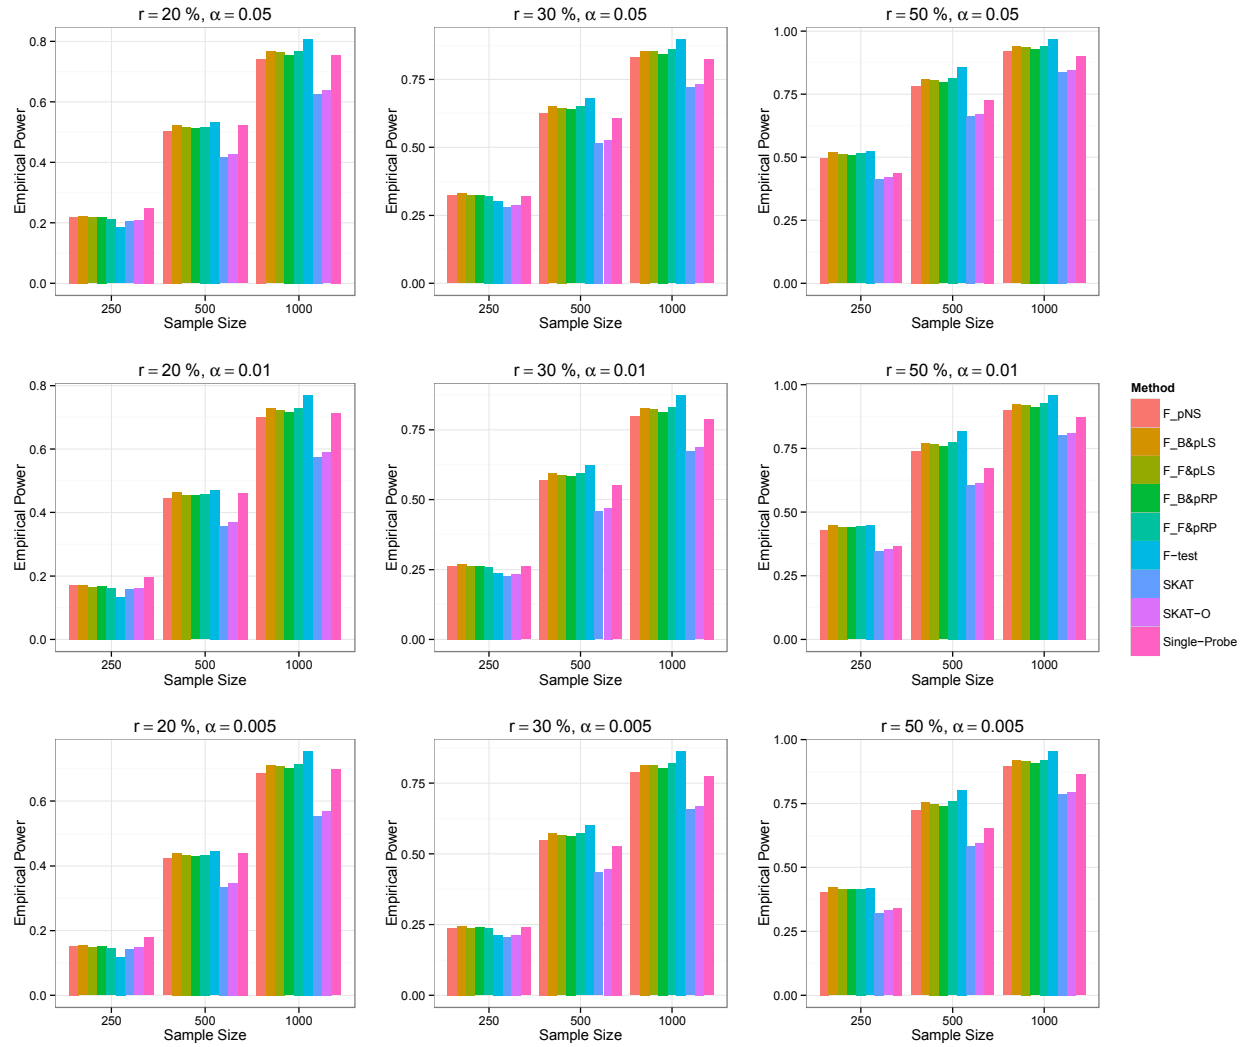 r = 20 %, α = 0.05
Empirical Power
0.8
0.6
0.4
0.2
0.0
250 500 1000
Sample Size
r = 30 %, α = 0.05
Empirical Power
0.75
0.50
0.25
0.00
250 500 1000
Sample Size
r = 50 %, α = 0.05
Empirical Power
1.00
0.75
0.50
0.25
0.00
250 500 1000
Sample Size
r = 20 %, α = 0.01
Empirical Power
0.8
0.6
0.4
0.2
0.0
250 500 1000
Sample Size
r = 30 %, α = 0.01
Empirical Power
0.75
0.50
0.25
0.00
250 500 1000
Sample Size
r = 50 %, α = 0.01
Empirical Power
1.00
0.75
0.50
0.25
0.00
250 500 1000
Sample Size
Method
F_pNS
F_B&pLS
F_F&pLS
F_B&pRP
F_F&pRP
F−test
SKAT
SKAT−O
Single−Probe
r = 20 %, α = 0.005
Empirical Power
0.6
0.4
0.2
0.0
250 500 1000
Sample Size
r = 30 %, α = 0.005
Empirical Power
0.75
0.50
0.25
0.00
250 500 1000
Sample Size
r = 50 %, α = 0.005
Empirical Power
1.00
0.75
0.50
0.25
0.00
250 500 1000
Sample Size